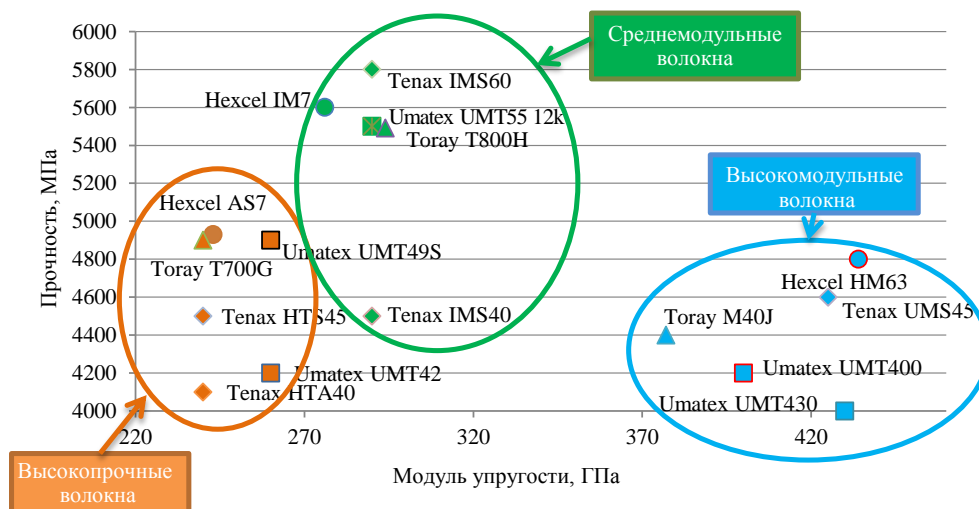 6000
5800
5600
5400
5200
5000
4800
4600
4400
4200
4000
Прочность, МПа
220
270
320
370
420
Модуль упругости, ГПа
Среднемодульные
волокна
Tenax IMS60
Hexcel IM7
Umatex UMT55 12k
Toray T800H
Tenax IMS40
Hexcel AS7
Toray T700G
Umatex UMT49S
Tenax HTS45
Umatex UMT42
Tenax HTA40
Высокопрочные
волокна
Высокомодульные
волокна
Hexcel HM63
Tenax UMS45
Toray M40J
Umatex UMT400
Umatex UMT430